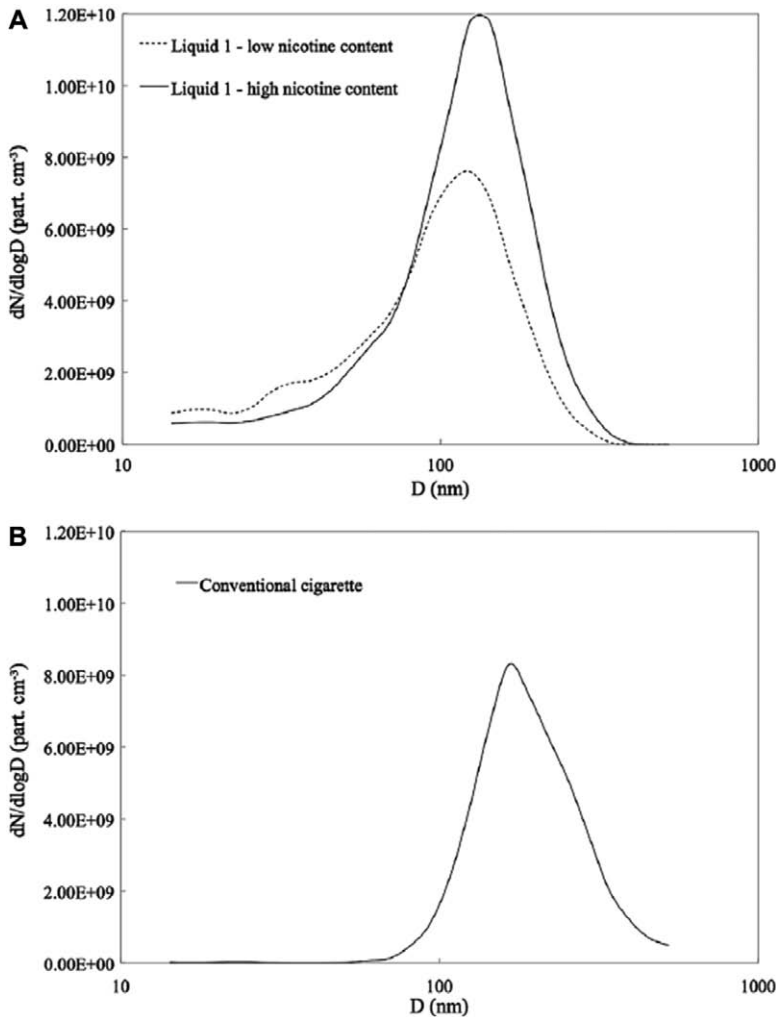 A
1.20E+10
1.00E+10
8.00E+09
6.00E+09
4.00E+09
2.00E+09
0.00E+00
dN/dlogD (part. cm⁻³)
Liquid 1 - low nicotine content
Liquid 1 - high nicotine content
10
100
1000
D (nm)
B
1.20E+10
1.00E+10
8.00E+09
6.00E+09
4.00E+09
2.00E+09
0.00E+00
dN/dlogD (part. cm⁻³)
Conventional cigarette
10
100
1000
D (nm)